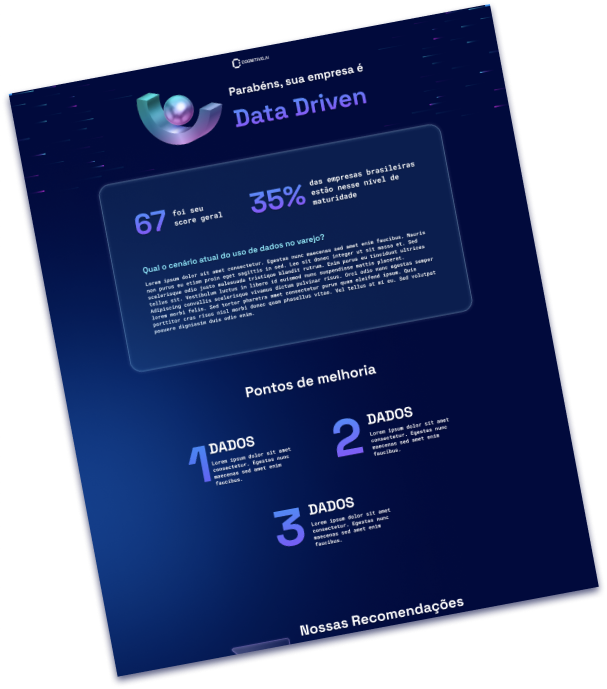 COGNITIVE.AI
Parabéns, sua empresa é
Data Driven
67
foi seu
score geral
35%
das empresas brasileiras
estão nesse nível de
maturidade
Qual o cenário atual do uso de dados no varejo?
Lorem ipsum dolor sit amet consectetur. Egestas nunc maecenas sed amet enim faucibus. Mauris
non purus eu etiam proin eget sagittis in sed. Leo sit donec integer ut sit massa et. Sed
scelerisque odio justo malesuada tristique blandit rutrum. Enim purus eu tincidunt ultrices
tellus sit. Vestibulum luctus in libero id euismod nunc suspendisse mattis placerat.
Adipiscing convallis scelerisque vivamus dictum pulvinar risus. Orci odio nunc egestas semper
lorem morbi felis. Sed tortor pharetra amet consectetur purus quam eleifend ipsum. Quis
porttitor cras risus nisl morbi quam phasellus vitae. Vel tellus at mi eu. Sed volutpat
posuere dignissim duis odio enim.
Pontos de melhoria
1
DADOS
Lorem ipsum dolor sit amet
consectetur. Egestas nunc
maecenas sed amet enim
faucibus.
2
DADOS
Lorem ipsum dolor sit amet
consectetur. Egestas nunc
maecenas sed amet enim
faucibus.
3
DADOS
Lorem ipsum dolor sit amet
consectetur. Egestas nunc
maecenas sed amet enim
faucibus.
Nossas Recomendações